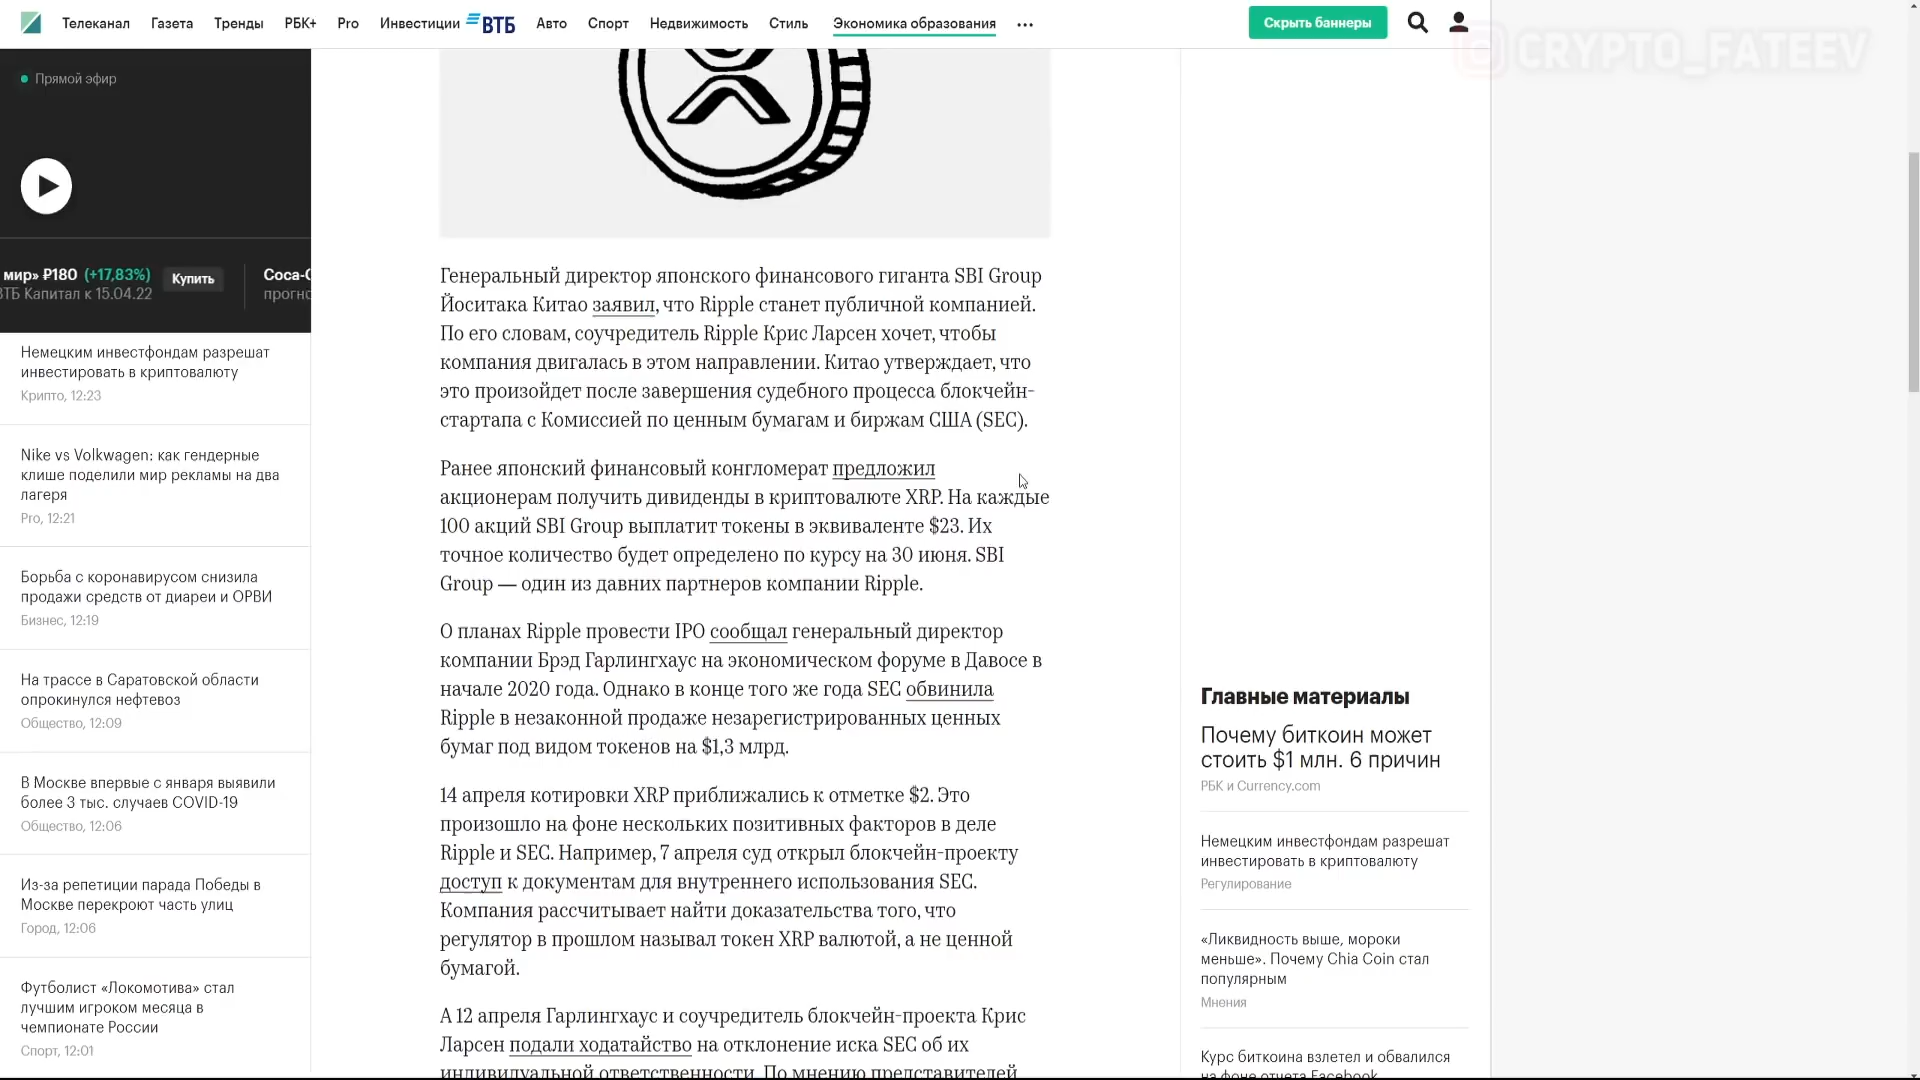 Телеканал Газета Тренды РБК+ Pro Инвестиции ВТБ Авто Спорт Недвижимость Стиль Экономика образования ...
Скрыть баннеры
CRYPTO_FATEEV
Прямой эфир
мир» ₽180 (+17,83%) Купить
ВТБ Капитал к 15.04.22
Coca-C
прогно
Немецким инвестфондам разрешат
инвестировать в криптовалюту
Крипто, 12:23
Nike vs Volkwagen: как гендерные
клише поделили мир рекламы на два
лагеря
Pro, 12:21
Борьба с коронавирусом снизила
продажи средств от диареи и ОРВИ
Бизнес, 12:19
На трассе в Саратовской области
опрокинулся нефтевоз
Общество, 12:09
В Москве впервые с января выявили
более 3 тыс. случаев COVID-19
Общество, 12:06
Из-за репетиции парада Победы в
Москве перекроют часть улиц
Город, 12:06
Футболист «Локомотива» стал
лучшим игроком месяца в
чемпионате России
Спорт, 12:01
Генеральный директор японского финансового гиганта SBI Group
Йоситака Китао заявил, что Ripple станет публичной компанией.
По его словам, соучредитель Ripple Крис Ларсен хочет, чтобы
компания двигалась в этом направлении. Китао утверждает, что
это произойдет после завершения судебного процесса блокчейн-
стартапа с Комиссией по ценным бумагам и биржам США (SEC).
Ранее японский финансовый конгломерат предложил
акционерам получить дивиденды в криптовалюте XRP. На каждые
100 акций SBI Group выплатит токены в эквиваленте $23. Их
точное количество будет определено по курсу на 30 июня. SBI
Group — один из давних партнеров компании Ripple.
О планах Ripple провести IPO сообщал генеральный директор
компании Брэд Гарлингхаус на экономическом форуме в Давосе в
начале 2020 года. Однако в конце того же года SEC обвинила
Ripple в незаконной продаже незарегистрированных ценных
бумаг под видом токенов на $1,3 млрд.
14 апреля котировки XRP приближались к отметке $2. Это
произошло на фоне нескольких позитивных факторов в деле
Ripple и SEC. Например, 7 апреля суд открыл блокчейн-проекту
доступ к документам для внутреннего использования SEC.
Компания рассчитывает найти доказательства того, что
регулятор в прошлом называл токен XRP валютой, а не ценной
бумагой.
А 12 апреля Гарлингхаус и соучредитель блокчейн-проекта Крис
Ларсен подали ходатайство на отклонение иска SEC об их
индивидуальной ответственности. По мнению представителей
Главные материалы
Почему биткоин может
стоить $1 млн. 6 причин
РБК и Currency.com
Немецким инвестфондам разрешат
инвестировать в криптовалюту
Регулирование
«Ликвидность выше, мороки
меньше». Почему Chia Coin стал
популярным
Мнения
Курс биткоина взлетел и обвалился
на фоне отчета Facebook